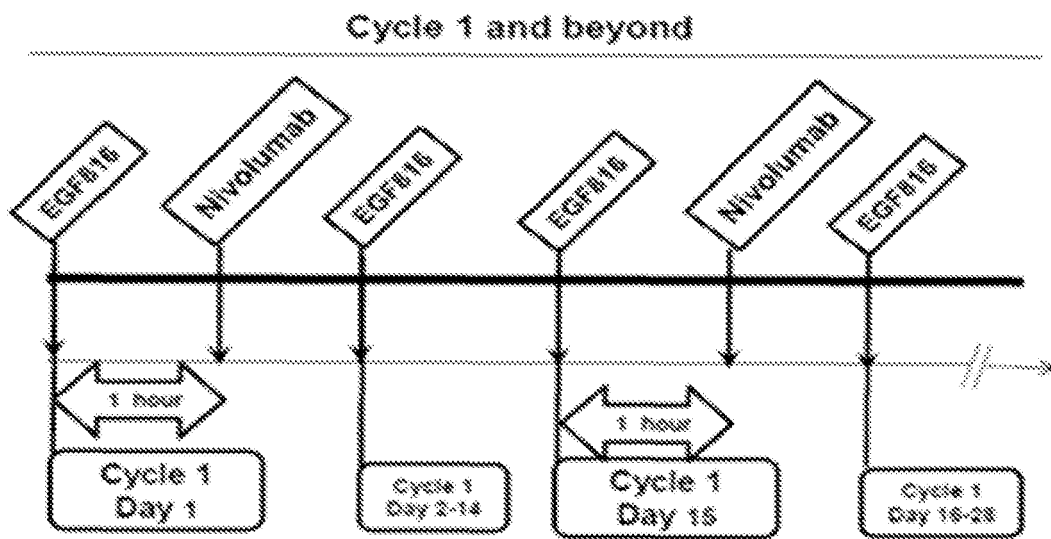 Cycle 1 and beyond
EGF816
Nivolumab
EGF816
EGF816
Nivolumab
EGF816
1 hour
1 hour
Cycle 1
Day 1
Cycle 1
Day 2-14
Cycle 1
Day 15
Cycle 1
Day 16-28